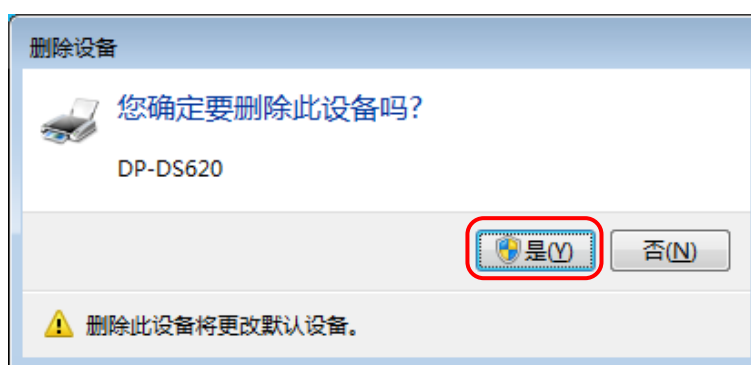 删除设备
您确定要删除此设备吗?
DP-DS620
是(Y) 否(N)
删除此设备将更改默认设备。